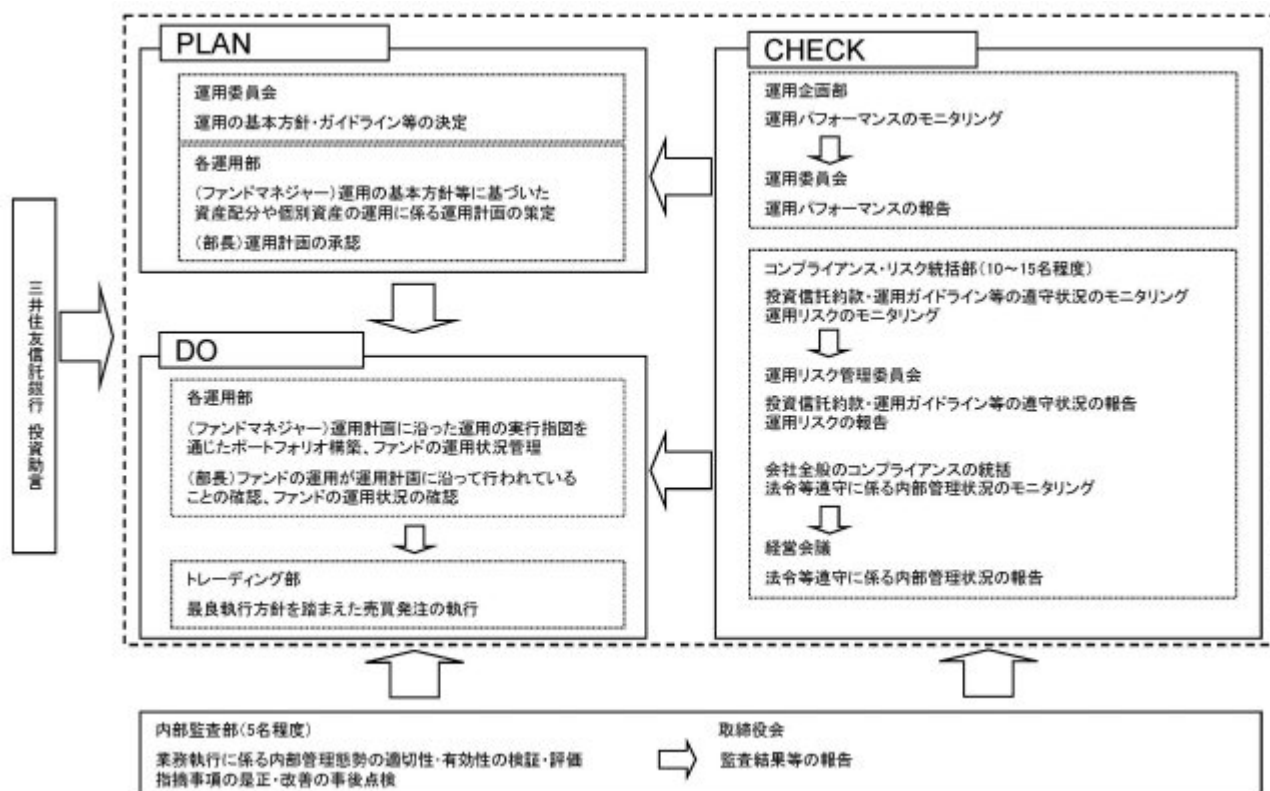 三井住友信託銀行 投資助言
PLAN
運用委員会
運用の基本方針・ガイドライン等の決定
各運用部
(ファンドマネジャー)運用の基本方針等に基づいた
資産配分や個別資産の運用に係る運用計画の策定
(部長)運用計画の承認
DO
各運用部
(ファンドマネジャー)運用計画に沿った運用の実行指図を
通じたポートフォリオ構築、ファンドの運用状況管理
(部長)ファンドの運用が運用計画に沿って行われている
ことの確認、ファンドの運用状況の確認
トレーディング部
最良執行方針を踏まえた売買発注の執行
CHECK
運用企画部
運用パフォーマンスのモニタリング
運用委員会
運用パフォーマンスの報告
コンプライアンス・リスク統括部(10~15名程度)
投資信託約款・運用ガイドライン等の遵守状況のモニタリング
運用リスクのモニタリング
運用リスク管理委員会
投資信託約款・運用ガイドライン等の遵守状況の報告
運用リスクの報告
会社全般のコンプライアンスの統括
法令等遵守に係る内部管理状況のモニタリング
経営会議
法令等遵守に係る内部管理状況の報告
内部監査部(5名程度)
業務執行に係る内部管理態勢の適切性・有効性の検証・評価
指摘事項の是正・改善の事後点検
取締役会
監査結果等の報告